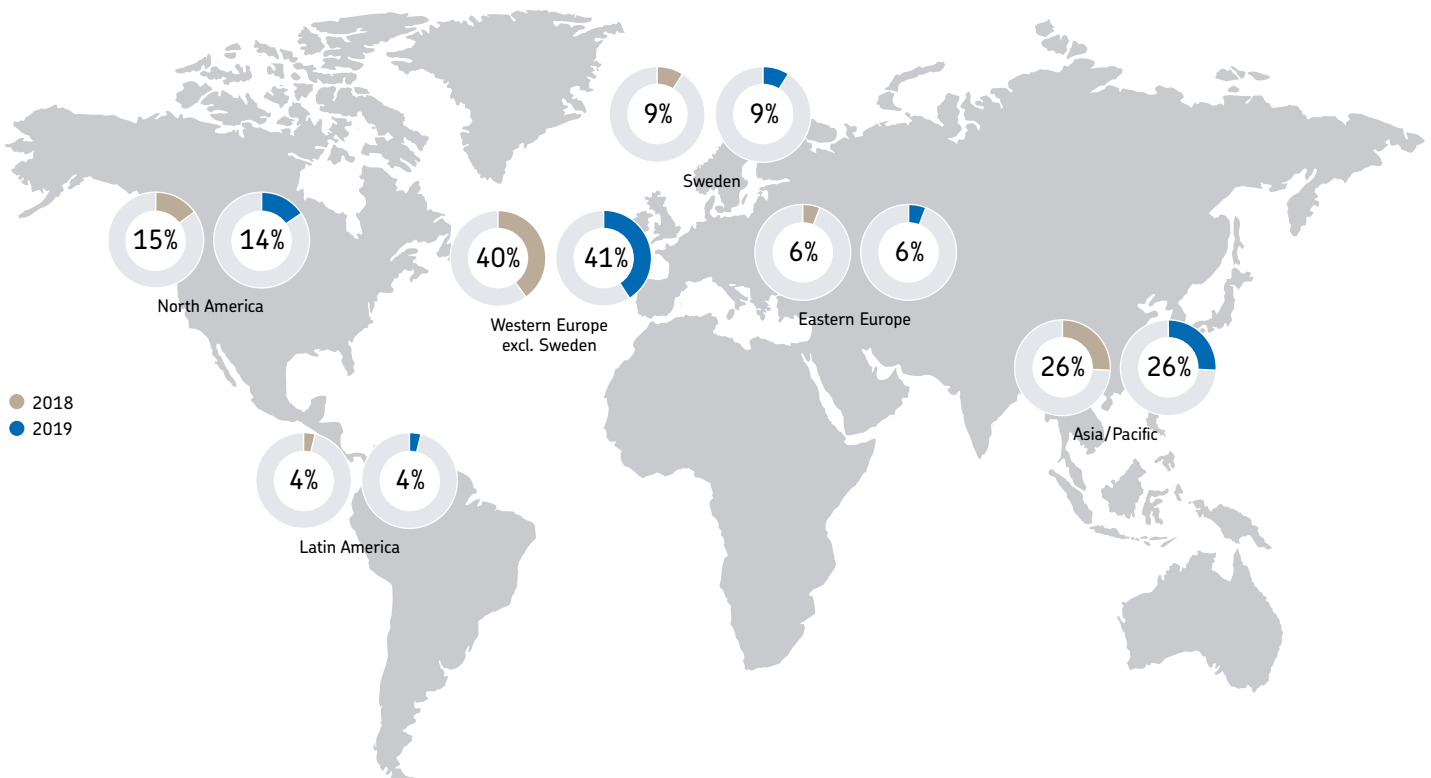 9%
9%
Sweden
15%
14%
North America
40%
41%
Western Europe
excl. Sweden
6%
6%
Eastern Europe
26%
26%
Asia/Pacific
2018
2019
4%
4%
Latin America